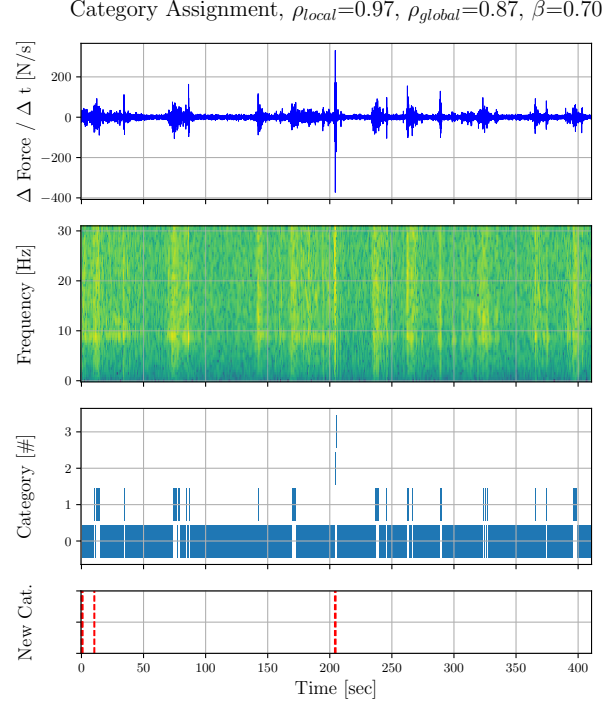 Category Assignment, ρlocal=0.97, ρglobal=0.87, β=0.70
Δ Force / Δ t [N/s]
200
0
−200
−400
Frequency [Hz]
30
20
10
0
Category [#]
3
2
1
0
New Cat.
0 50 100 150 200 250 300 350 400
Time [sec]